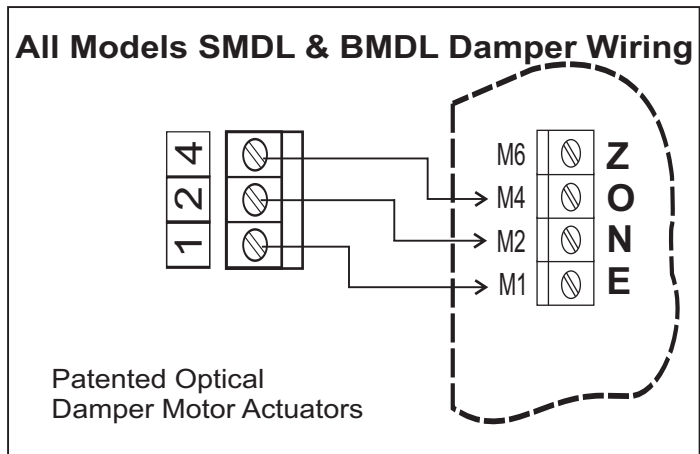 All Models SMDL & BMDL Damper Wiring
4
2
1
M6
M4
M2
M1
Z
O
N
E
Patented Optical
Damper Motor Actuators